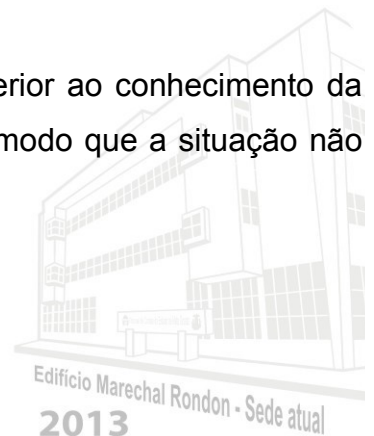 erior ao conhecimento da
modo que a situação não
Edifício Marechal Rondon - Sede atual
2013